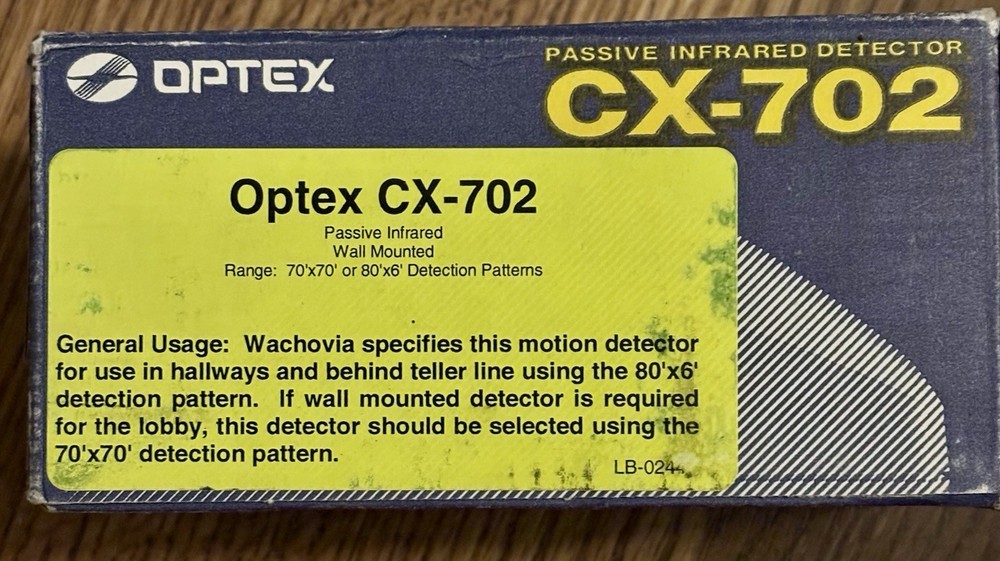 OPTEX
PASSIVE INFRARED DETECTOR
CX-702
Optex CX-702
Passive Infrared
Wall Mounted
Range: 70'x70' or 80'x6' Detection Patterns
General Usage: Wachovia specifies this motion detector
for use in hallways and behind teller line using the 80'x6'
detection pattern. If wall mounted detector is required
for the lobby, this detector should be selected using the
70'x70' detection pattern.